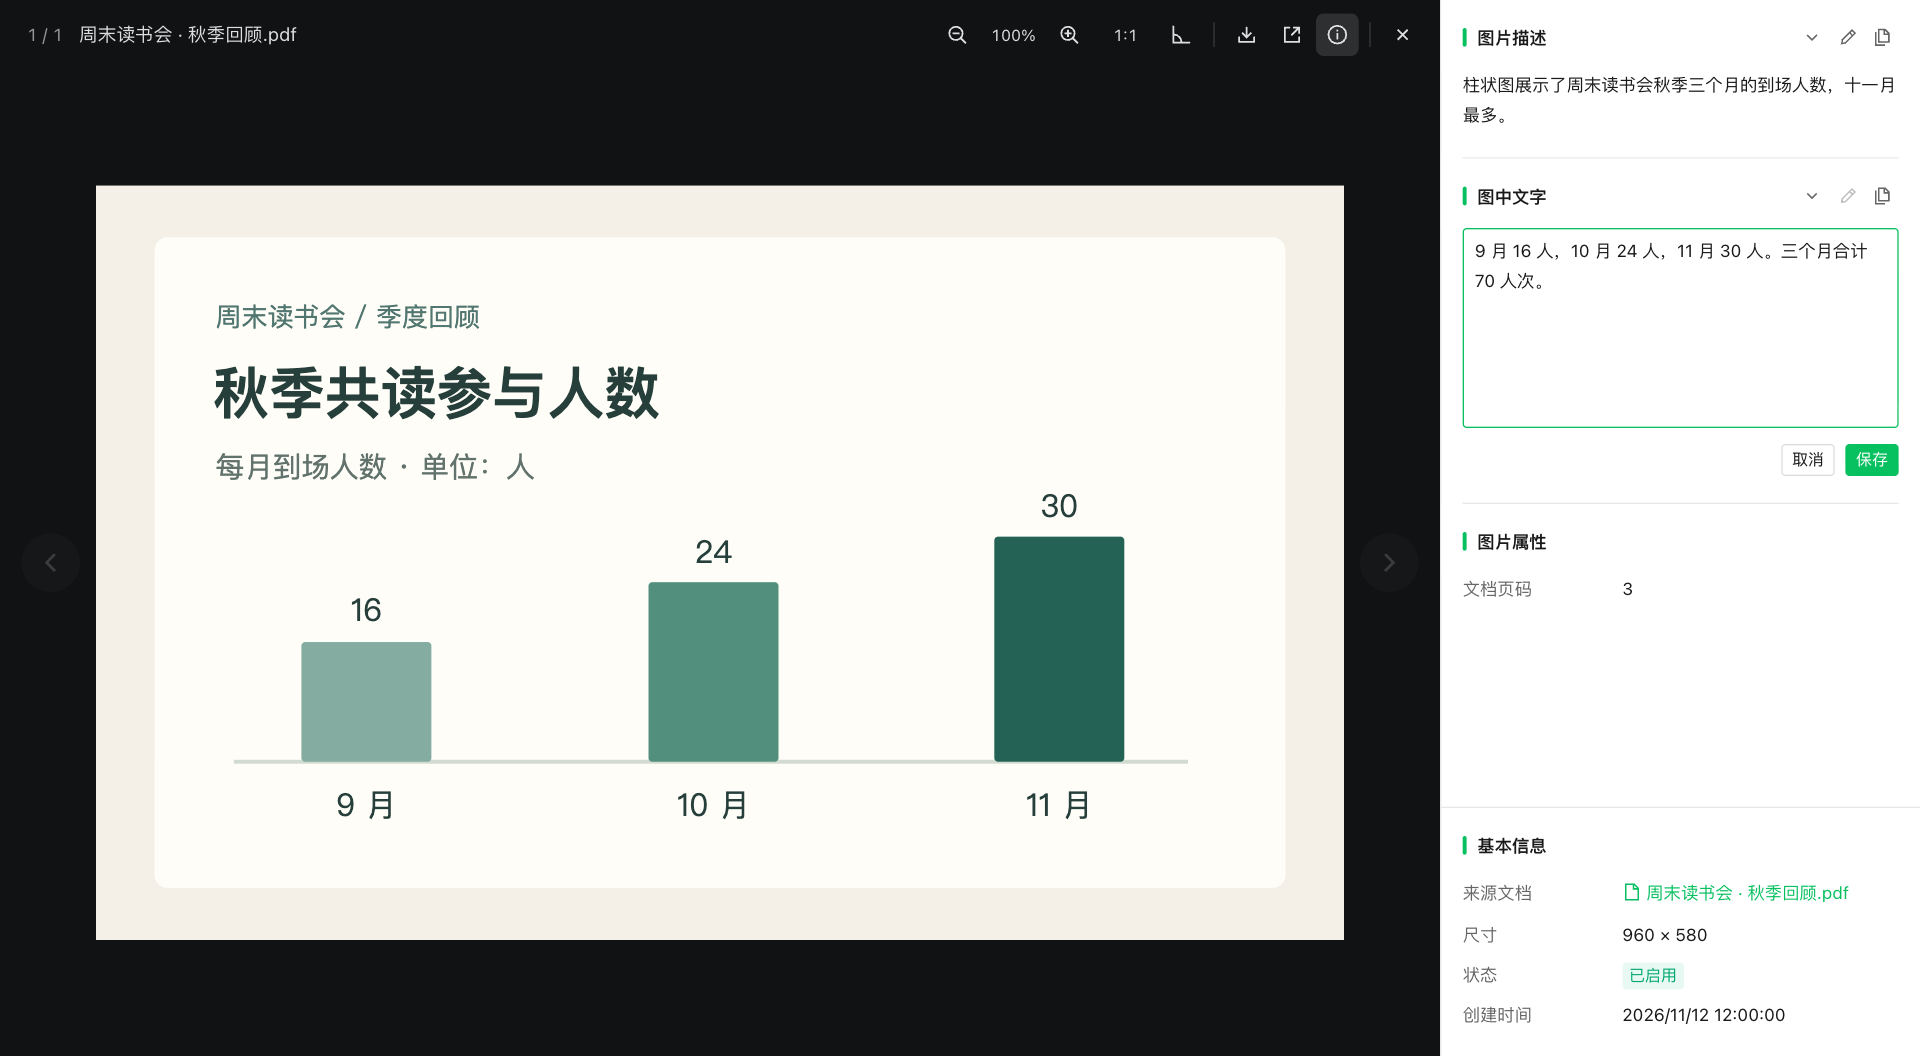 1 / 1 周末读书会 · 秋季回顾.pdf
100%
1:1
周末读书会 / 季度回顾
秋季共读参与人数
每月到场人数 · 单位：人
16
24
30
9 月
10 月
11 月
图片描述
柱状图展示了周末读书会秋季三个月的到场人数，十一月
最多。
图中文字
9 月 16 人，10 月 24 人，11 月 30 人。三个月合计
70 人次。
取消
保存
图片属性
文档页码 3
基本信息
来源文档 周末读书会 · 秋季回顾.pdf
尺寸 960 × 580
状态 已启用
创建时间 2026/11/12 12:00:00